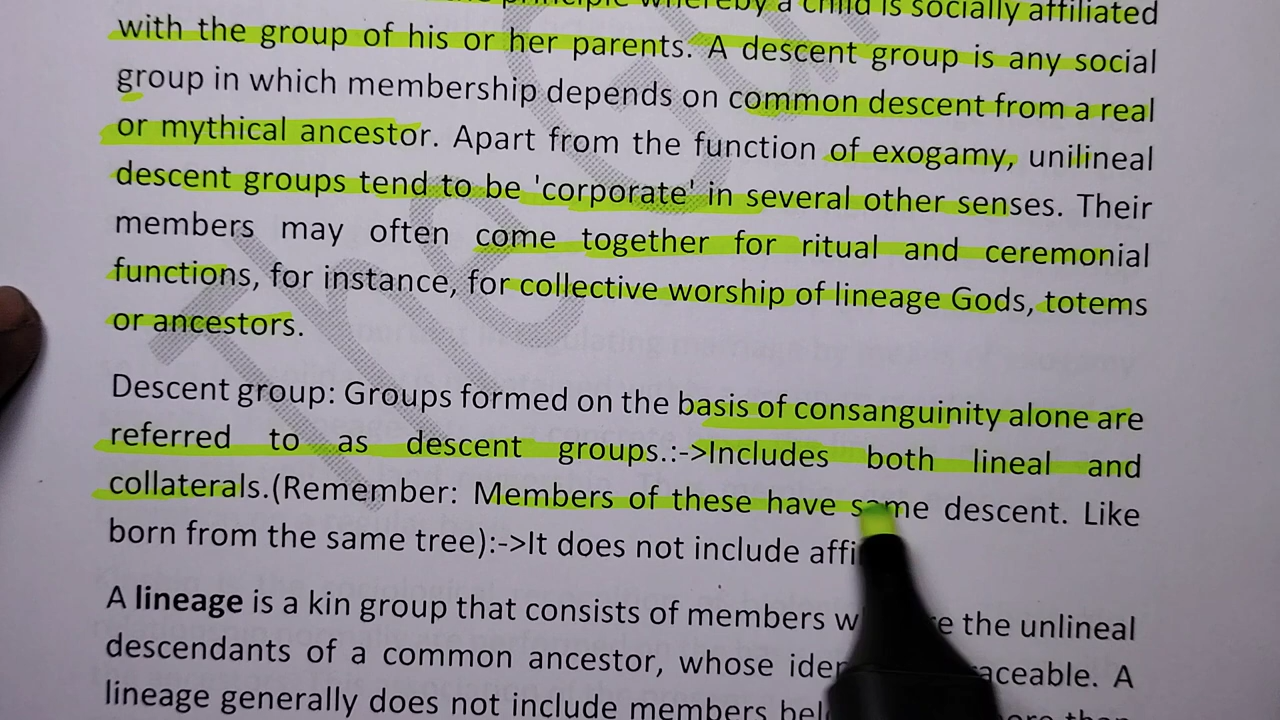 principle whereby a child is socially affiliated
with the group of his or her parents. A descent group is any social
group in which membership depends on common descent from a real
or mythical ancestor. Apart from the function of exogamy, unilineal
descent groups tend to be 'corporate' in several other senses. Their
members may often come together for ritual and ceremonial
functions, for instance, for collective worship of lineage Gods, totems
or ancestors.
Descent group: Groups formed on the basis of consanguinity alone are
referred to as descent groups.:->Includes both lineal and
collaterals.(Remember: Members of these have same descent. Like
born from the same tree):->It does not include
A lineage is a kin group that consists of members the unlineal
descendants of a common ancestor, whose A
lineage generally does not include members